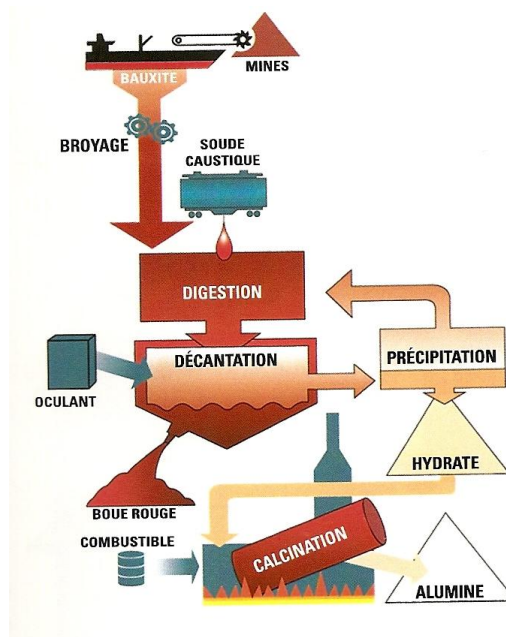 BAUXITE
MINES
BROYAGE
SOUDE
CAUSTIQUE
DIGESTION
DÉCANTATION
PRÉCIPITATION
OCULANT
HYDRATE
BOUE ROUGE
COMBUSTIBLE
CALCINATION
ALUMINE